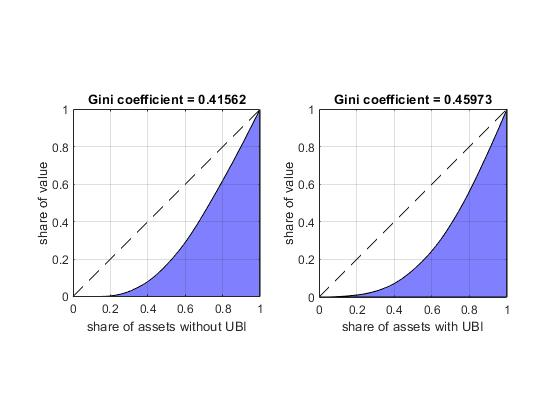 Gini coefficient = 0.41562
1
0.8
0.6
0.4
0.2
0
share of value
0 0.2 0.4 0.6 0.8 1
share of assets without UBI
Gini coefficient = 0.45973
1
0.8
0.6
0.4
0.2
0
share of value
0 0.2 0.4 0.6 0.8 1
share of assets with UBI